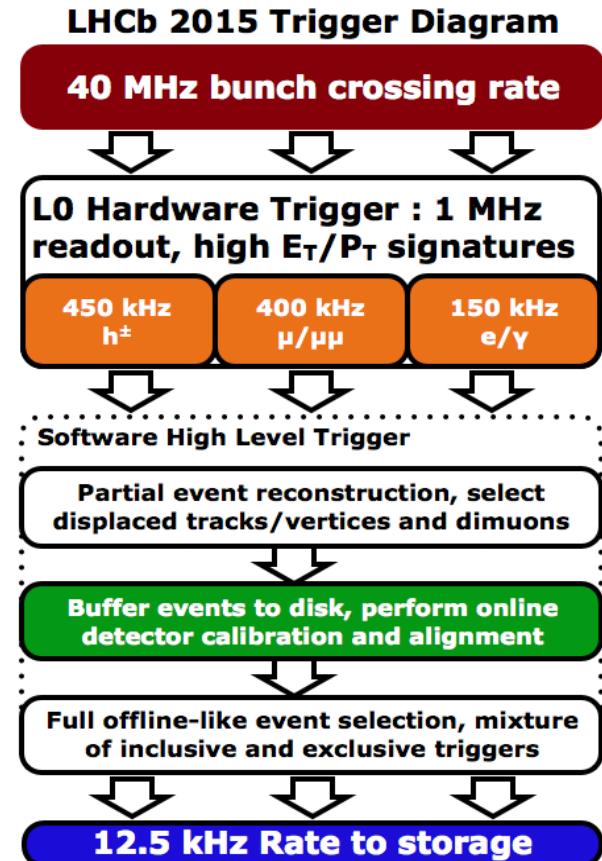 LHCb 2015 Trigger Diagram
40 MHz bunch crossing rate
L0 Hardware Trigger : 1 MHz
readout, high E_T/P_T signatures
450 kHz
h±
400 kHz
µ/µµ
150 kHz
e/γ
Software High Level Trigger
Partial event reconstruction, select
displaced tracks/vertices and dimuons
Buffer events to disk, perform online
detector calibration and alignment
Full offline-like event selection, mixture
of inclusive and exclusive triggers
12.5 kHz Rate to storage